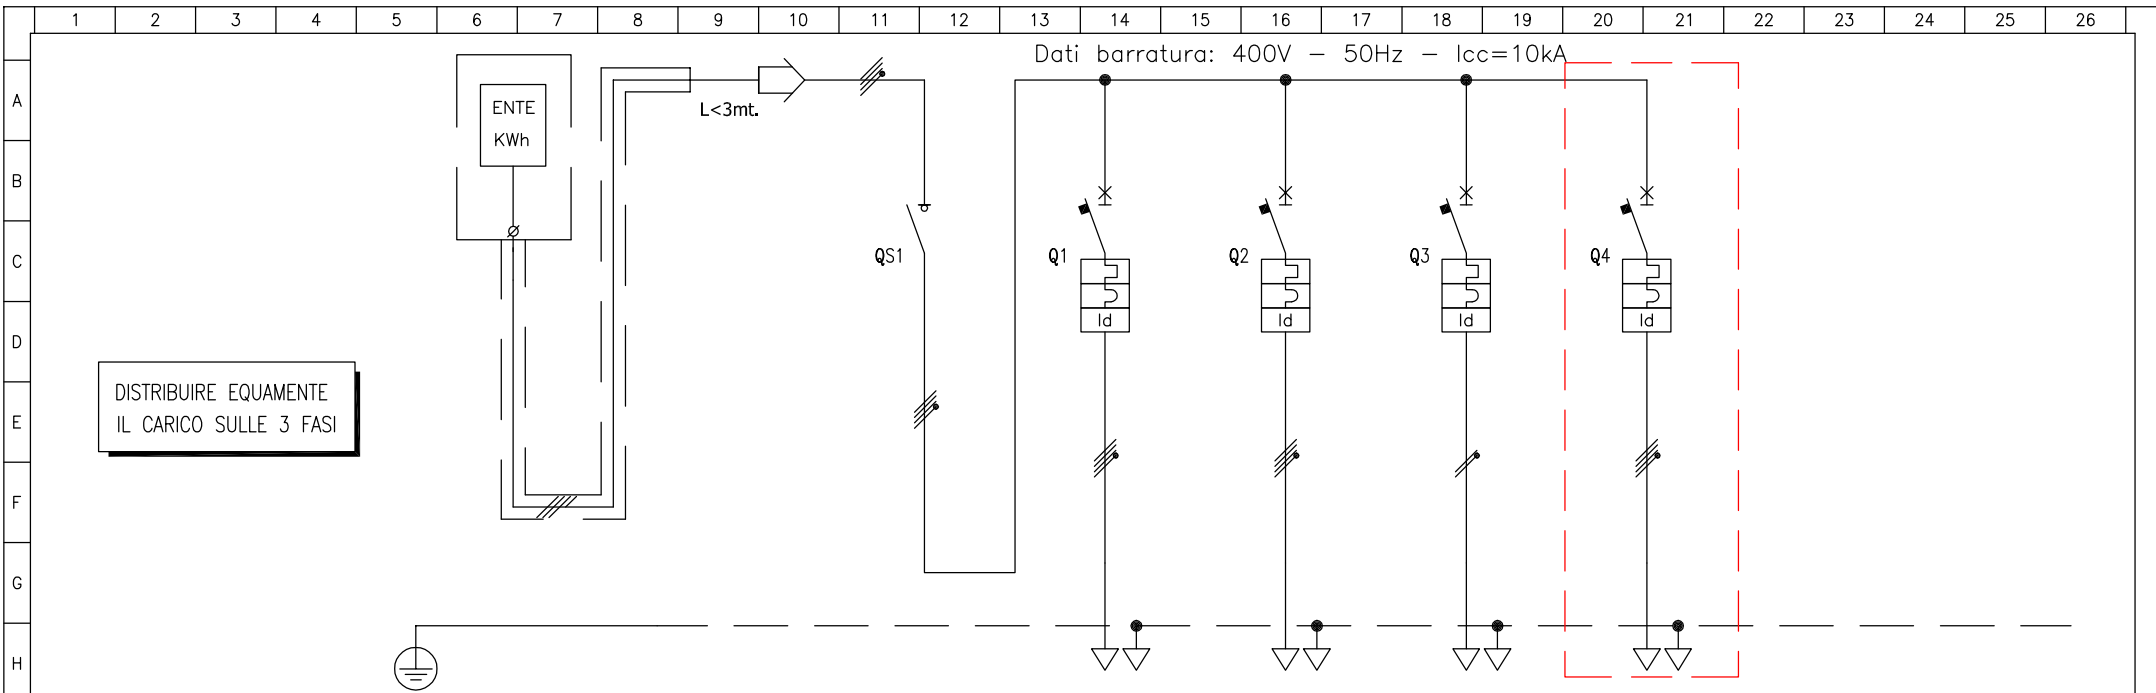 1 2 3 4 5 6 7 8 9 10 11 12 13 14 15 16 17 18 19 20 21 22 23 24 25 26
Dati barratura: 400V – 50Hz – Icc=10kA
A
ENTE
KWh
L<3mt.
B
C
QS1
Q1
Q2
Q3
Q4
D
Id
Id
Id
Id
DISTRIBUIRE EQUAMENTE
IL CARICO SULLE 3 FASI
E
F
G
H